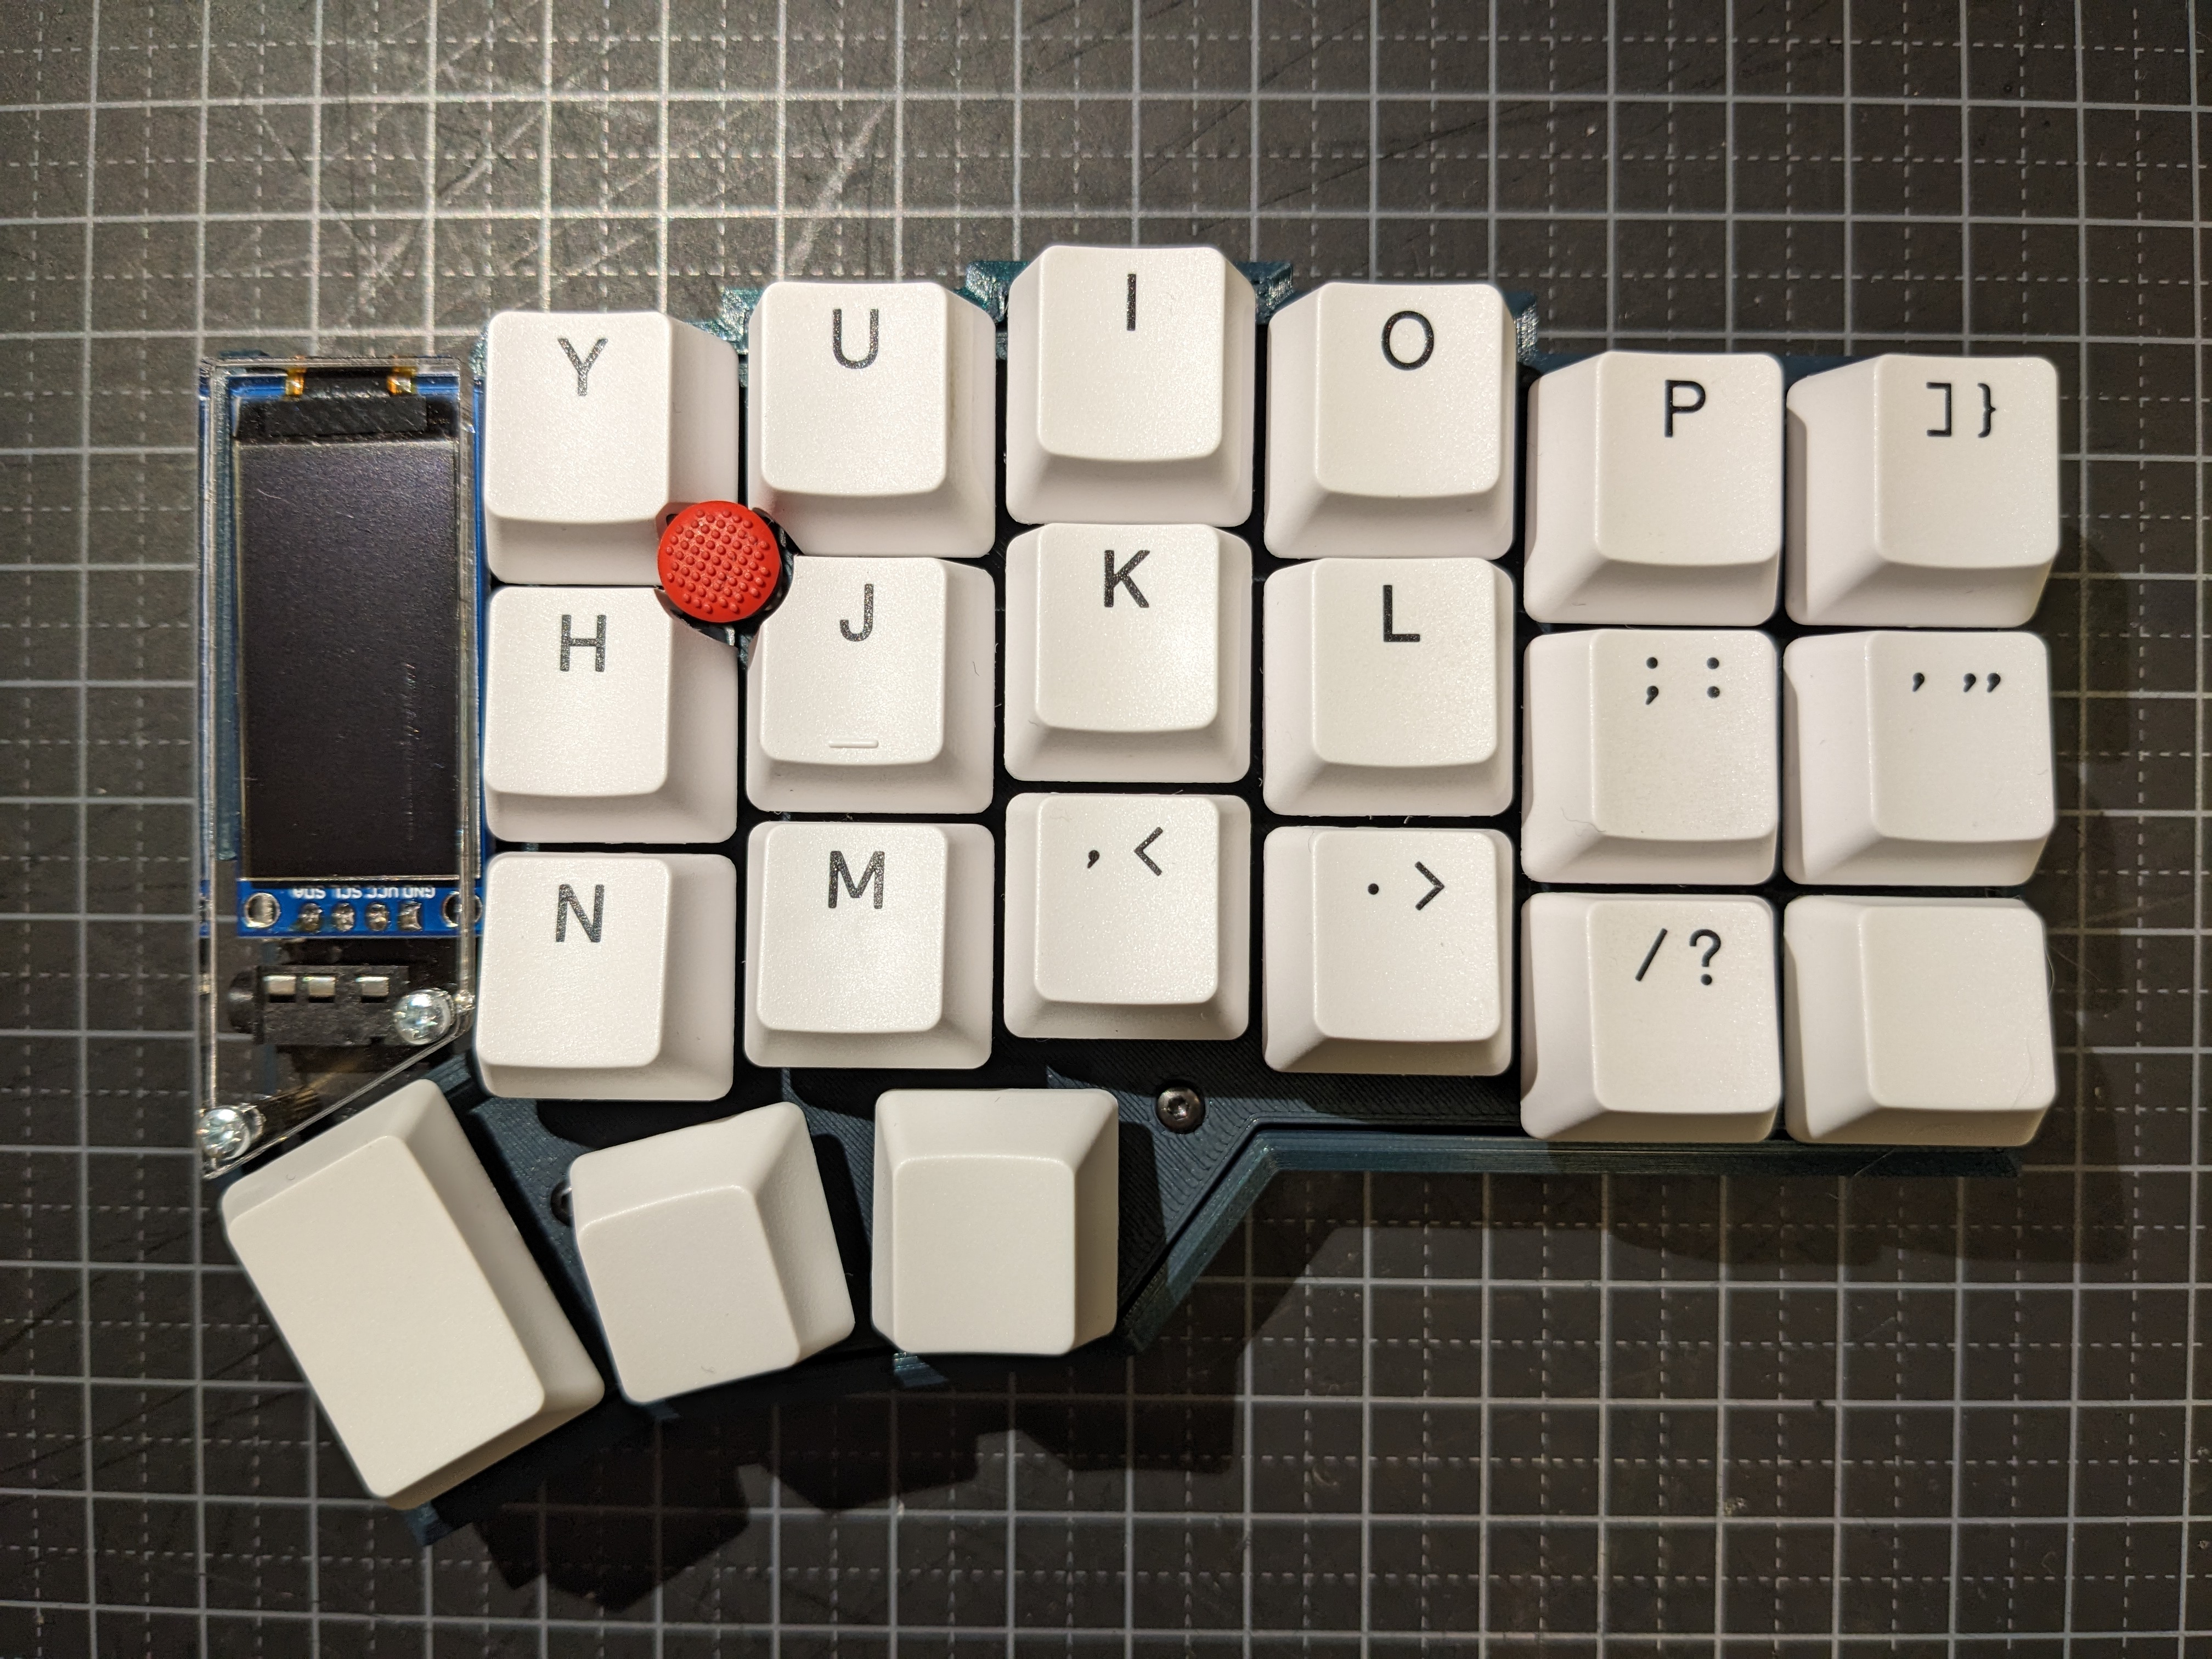 Y U I O P ] }
H J K L ; : ' "
N M , < . > / ?
GND VCC SCL SDA